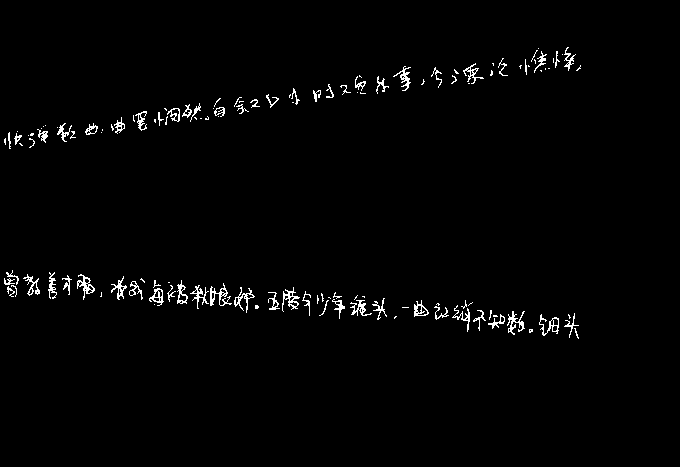 快弹数曲,曲罢悯然。自叙少小时欢乐事,今漂沦憔悴,
曾教善才服,妆成每被秋娘妒。五陵年少争缠头,一曲红绡不知数。钿头